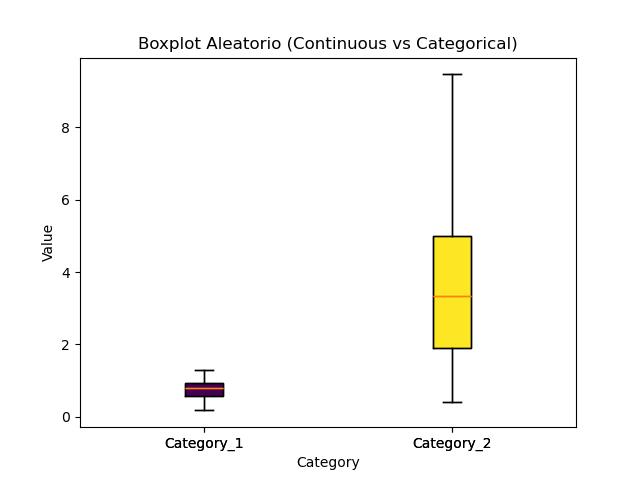 Boxplot Aleatorio (Continuous vs Categorical)
Value
8
6
4
2
0
Category_1
Category_2
Category